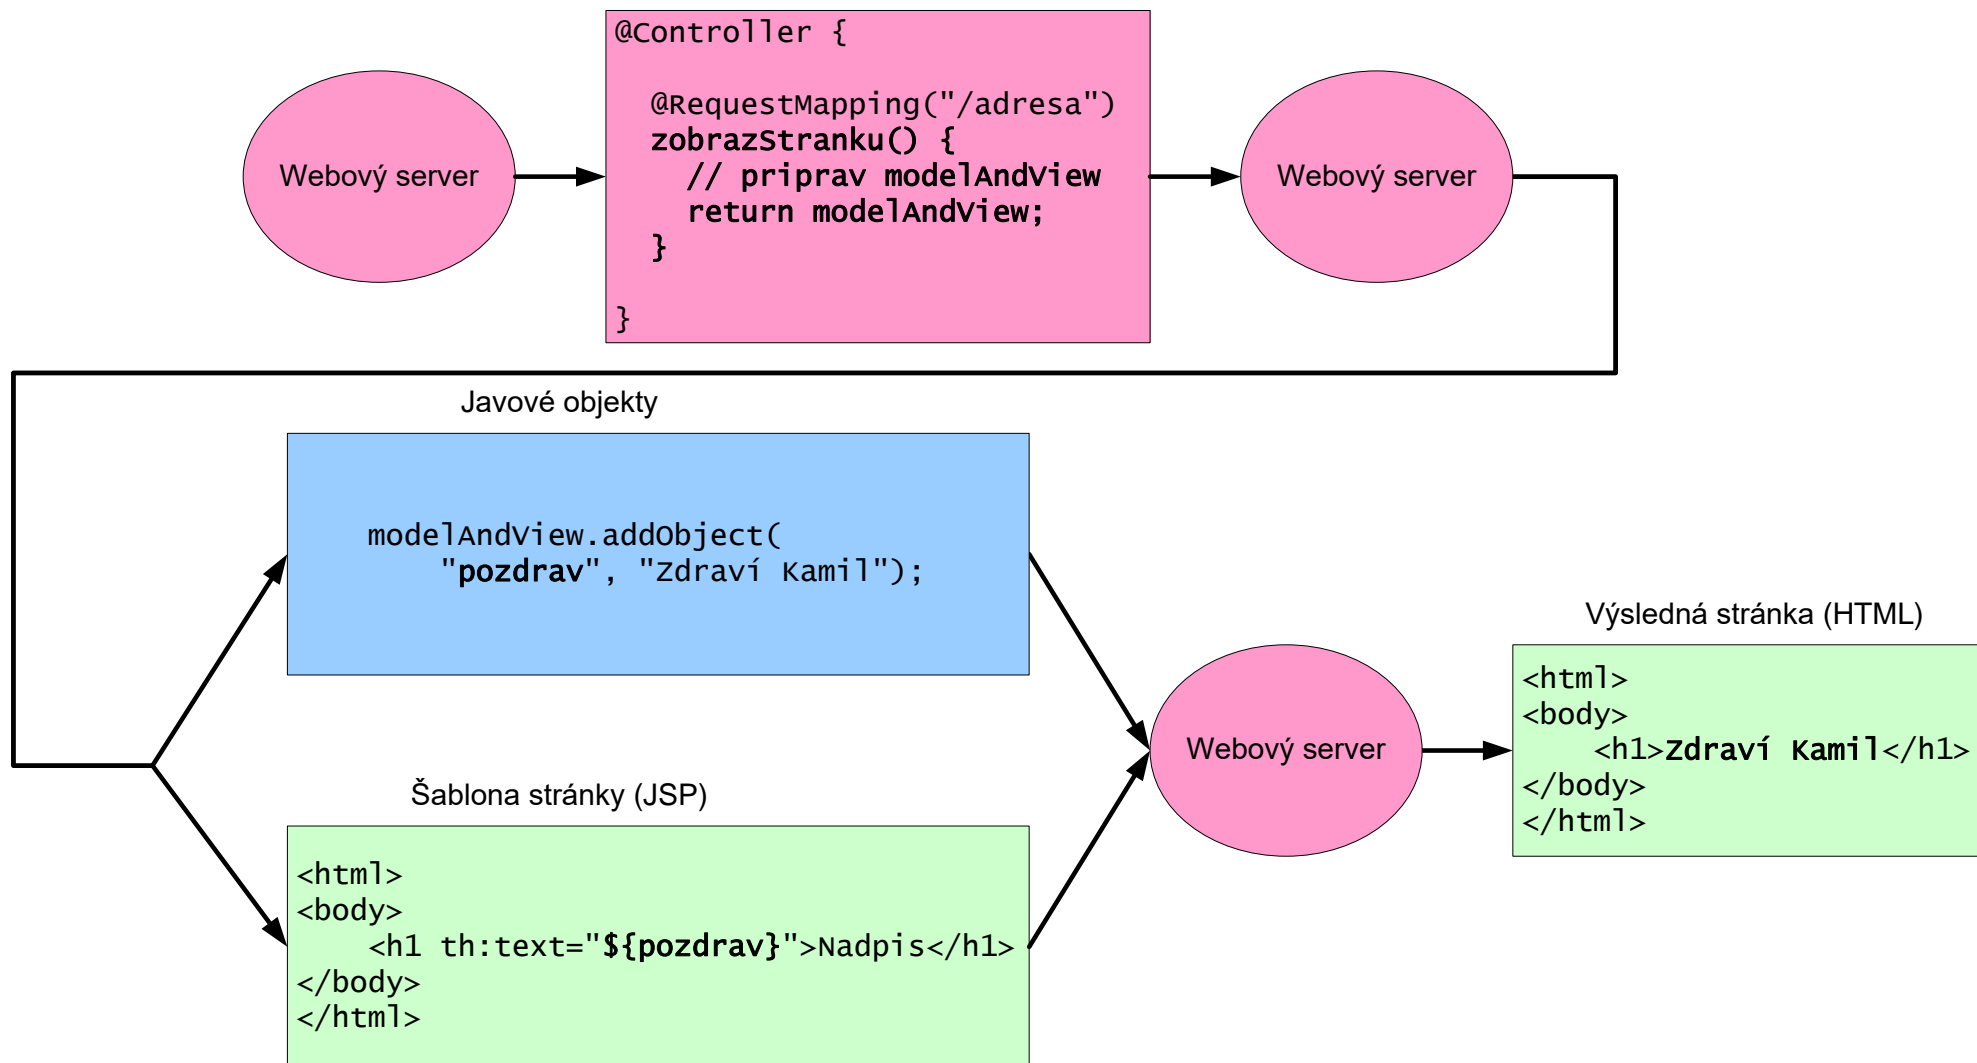 Webový server
@Controller {
@RequestMapping("/adresa")
zobrazStranku() {
// priprav modelAndView
return modelAndView;
}
}
Webový server
Javové objekty
modelAndView.addObject(
"pozdrav", "Zdraví Kamil");
Šablona stránky (JSP)
<html>
<body>
<h1 th:text="${pozdrav}">Nadpis</h1>
</body>
</html>
Webový server
Výsledná stránka (HTML)
<html>
<body>
<h1>Zdraví Kamil</h1>
</body>
</html>